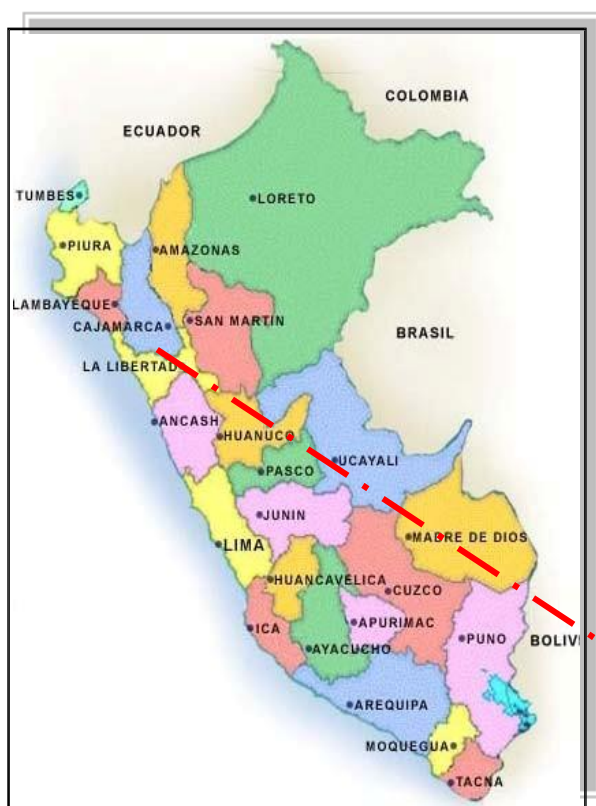 COLOMBIA
ECUADOR
TUMBES
LORETO
PIURA
AMAZONAS
LAMBAYEQUE
SAN MARTIN
CAJAMARCA
BRASIL
LA LIBERTAD
ANCASH
HUANUCO
UCAYALI
PASCO
JUNIN
MADRE DE DIOS
LIMA
HUANCAVELICA
CUZCO
ICA
APURIMAC
PUNO
BOLIVI
AYACUCHO
AREQUIPA
MOQUEGUA
TACNA